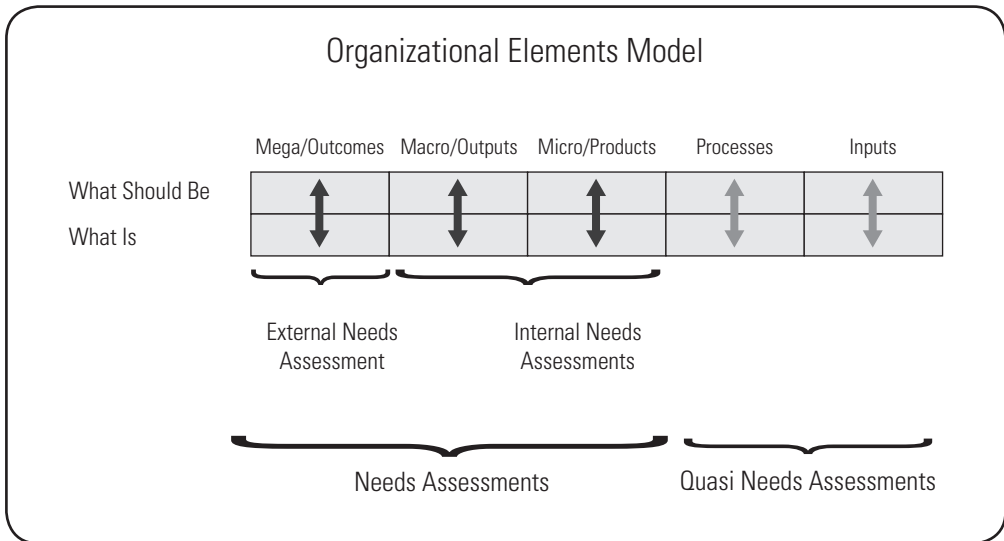 Organizational Elements Model
Mega/Outcomes Macro/Outputs Micro/Products Processes Inputs
What Should Be
What Is
External Needs
Assessment
Internal Needs
Assessments
Needs Assessments
Quasi Needs Assessments